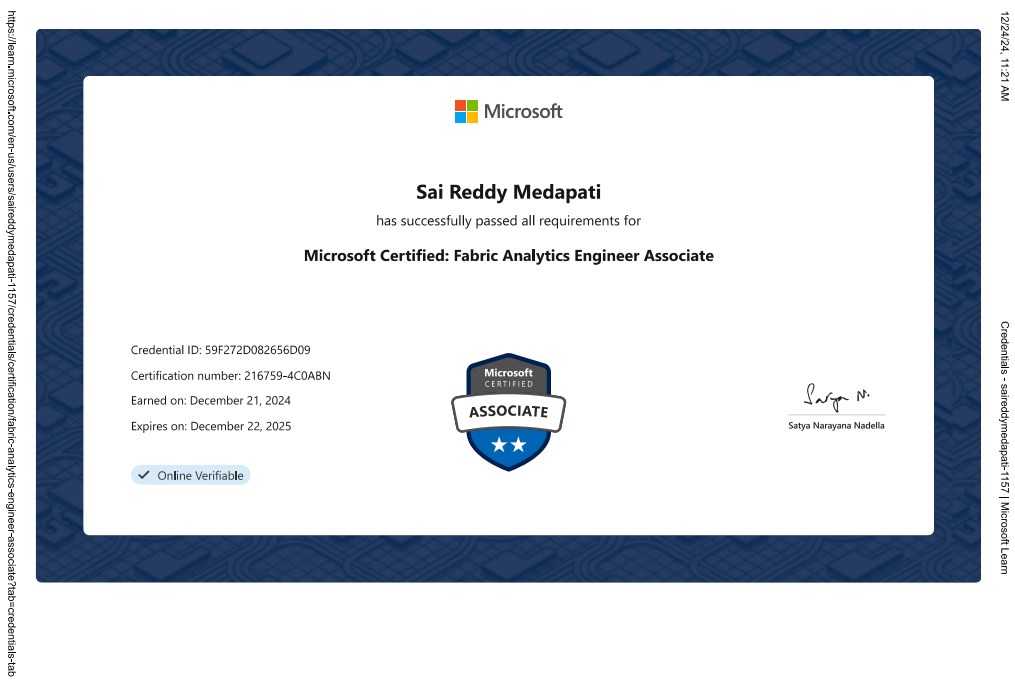 12/24/24, 11:21 AM
Credentials - saireddymedapati-1157 | Microsoft Learn
Microsoft
Sai Reddy Medapati
has successfully passed all requirements for
Microsoft Certified: Fabric Analytics Engineer Associate
Credential ID: 59F272D082656D09
Certification number: 216759-4C0ABN
Earned on: December 21, 2024
Expires on: December 22, 2025
Online Verifiable
Microsoft
CERTIFIED
ASSOCIATE
Satya N.
Satya Narayana Nadella
https://learn.microsoft.com/en-us/users/saireddymedapati-1157/credentials/certification/fabric-analytics-engineer-associate?tab=credentials-tab